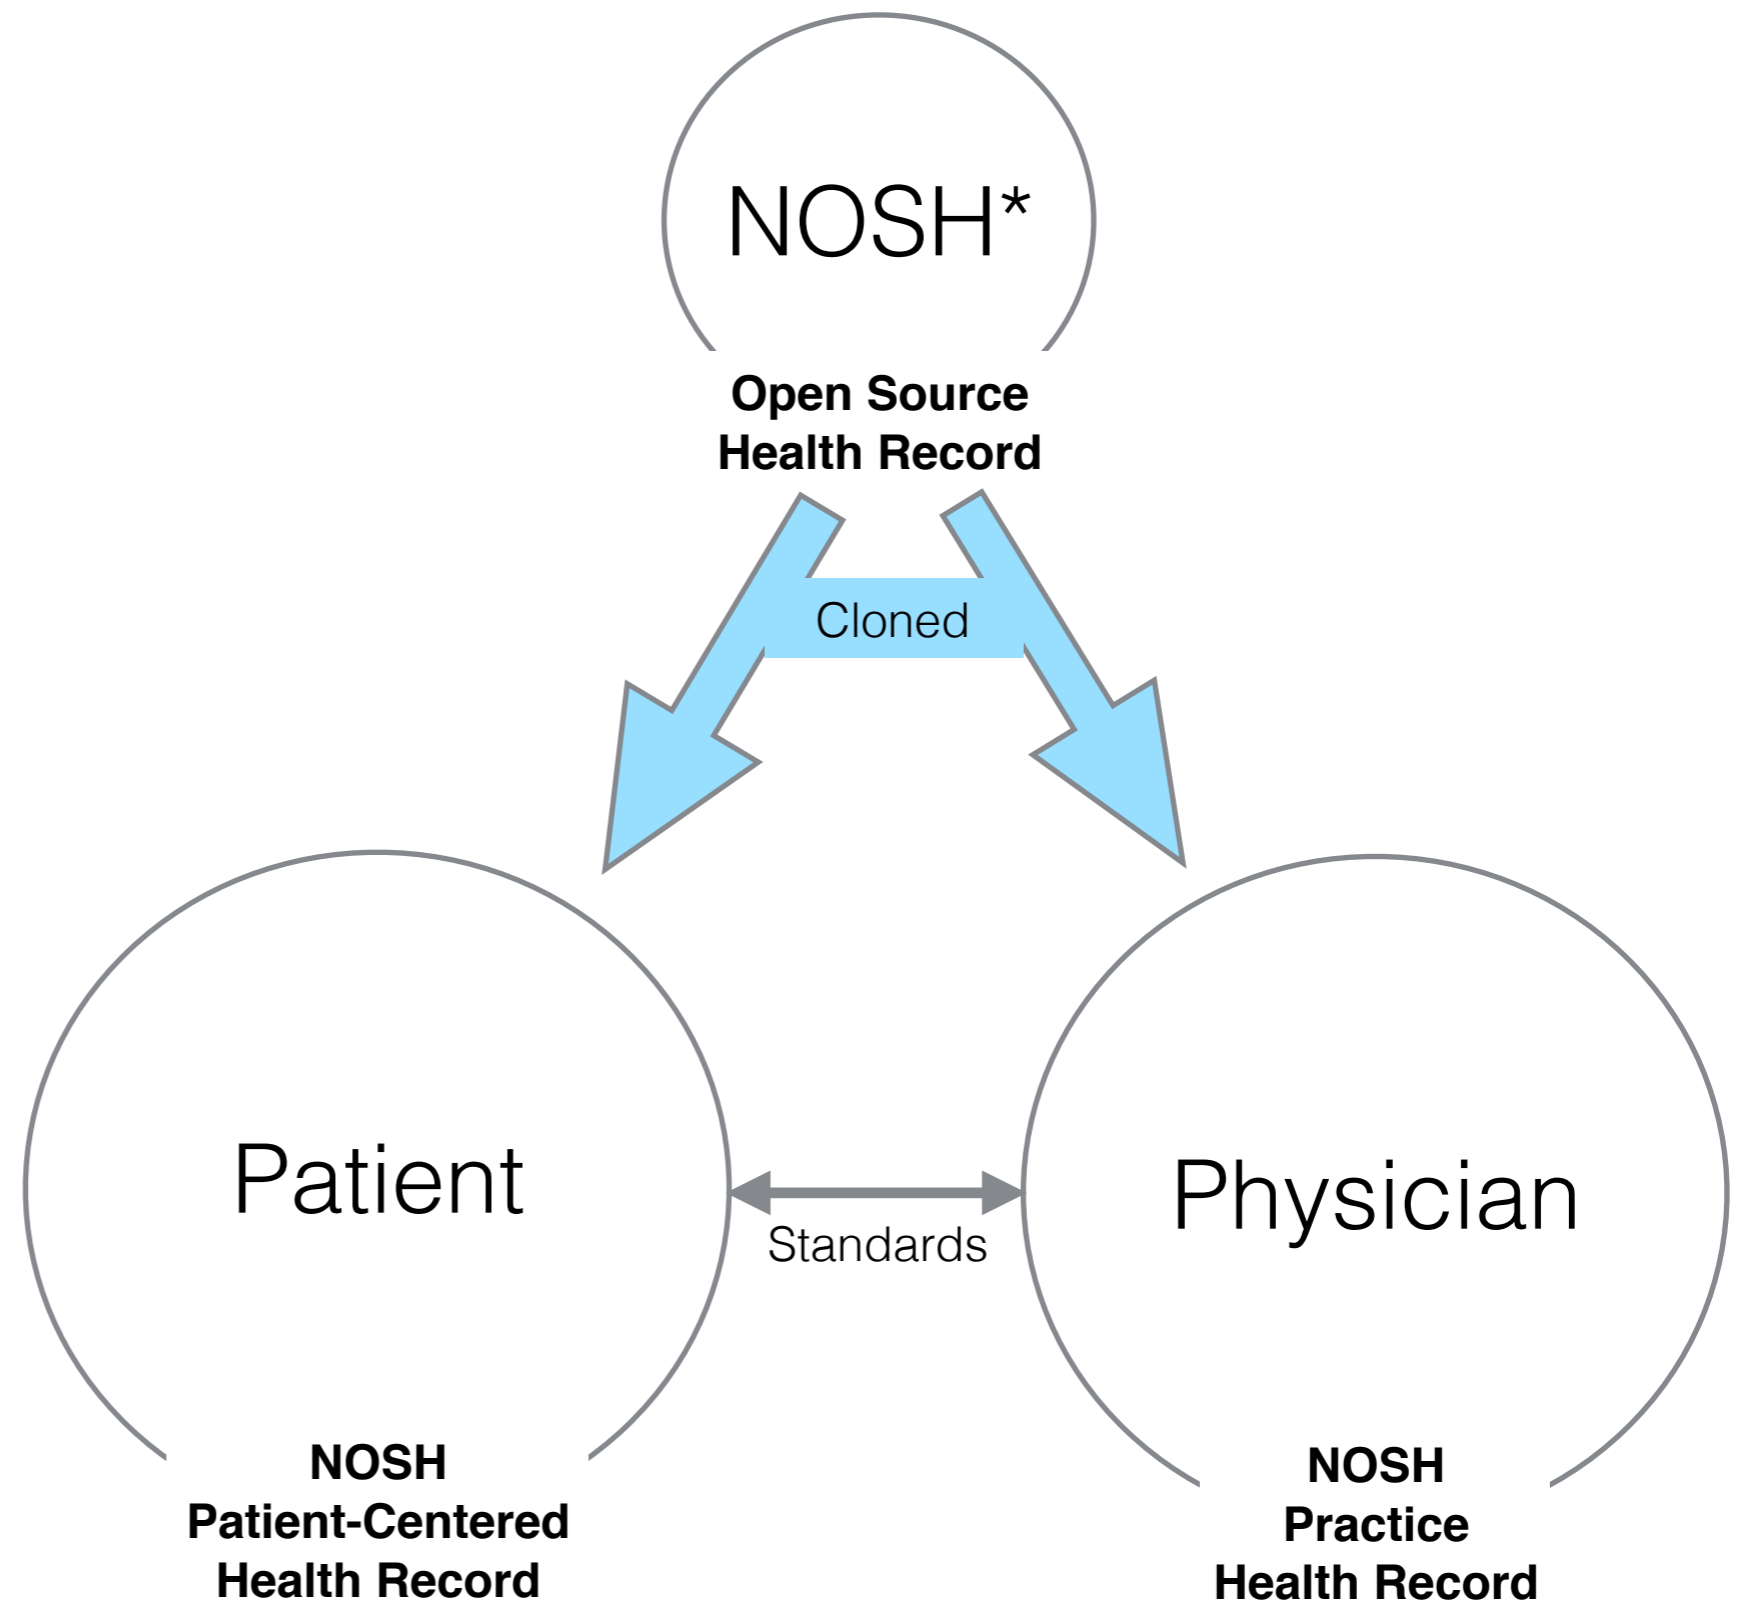 NOSH*
Open Source
Health Record
Cloned
Patient
Standards
Physician
NOSH
Patient-Centered
Health Record
NOSH
Practice
Health Record